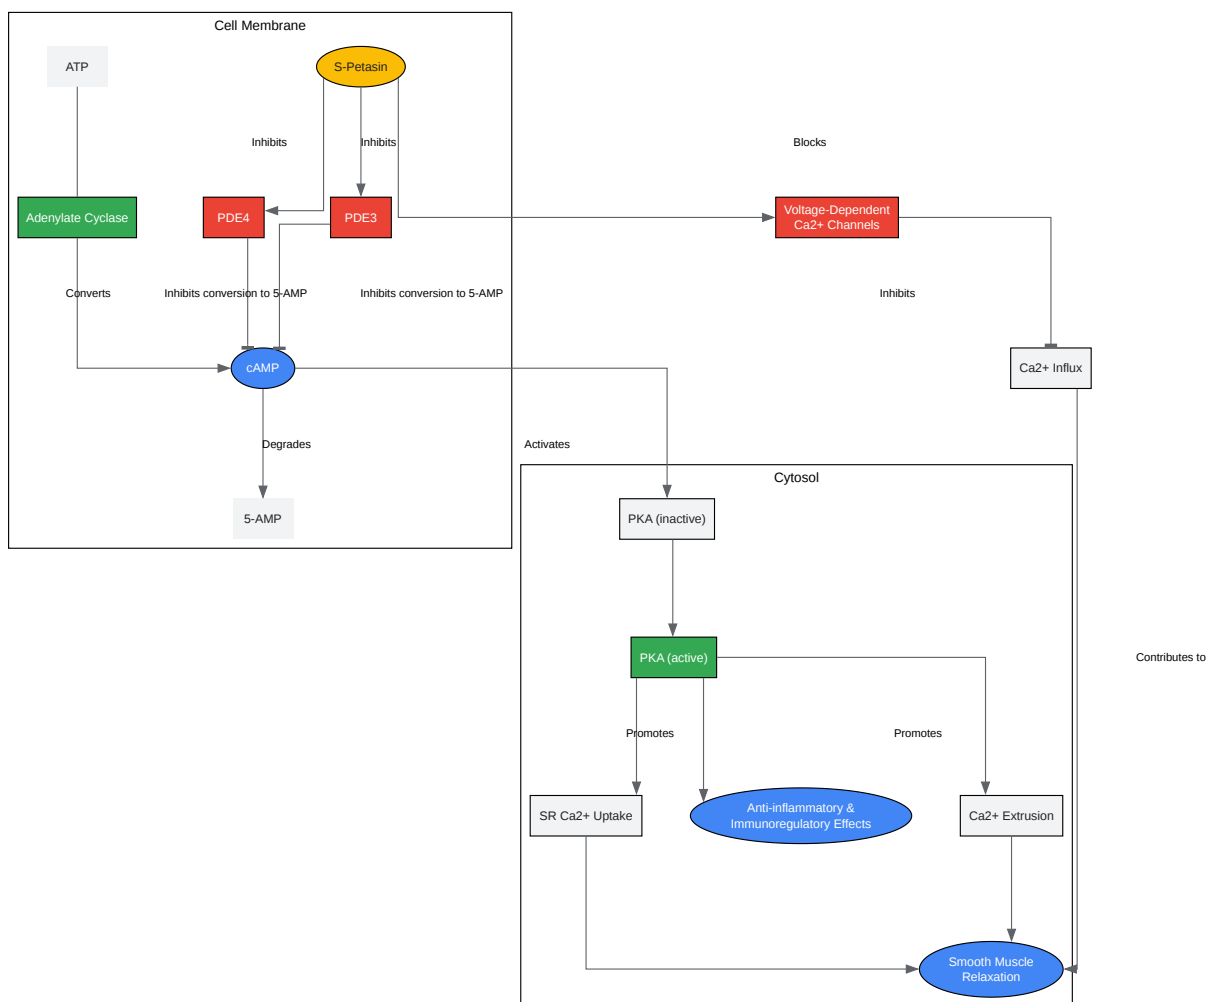 Cell Membrane
ATP
S-Petasin
Inhibits
Inhibits
Blocks
Adenylate Cyclase
PDE4
PDE3
Voltage-Dependent
Ca2+ Channels
Converts
Inhibits conversion to 5-AMP
Inhibits conversion to 5-AMP
Inhibits
cAMP
Ca2+ Influx
Degrades
Activates
Cytosol
5-AMP
PKA (inactive)
PKA (active)
Contributes to
Promotes
Promotes
SR Ca2+ Uptake
Anti-inflammatory &
Immunoregulatory Effects
Ca2+ Extrusion
Smooth Muscle
Relaxation